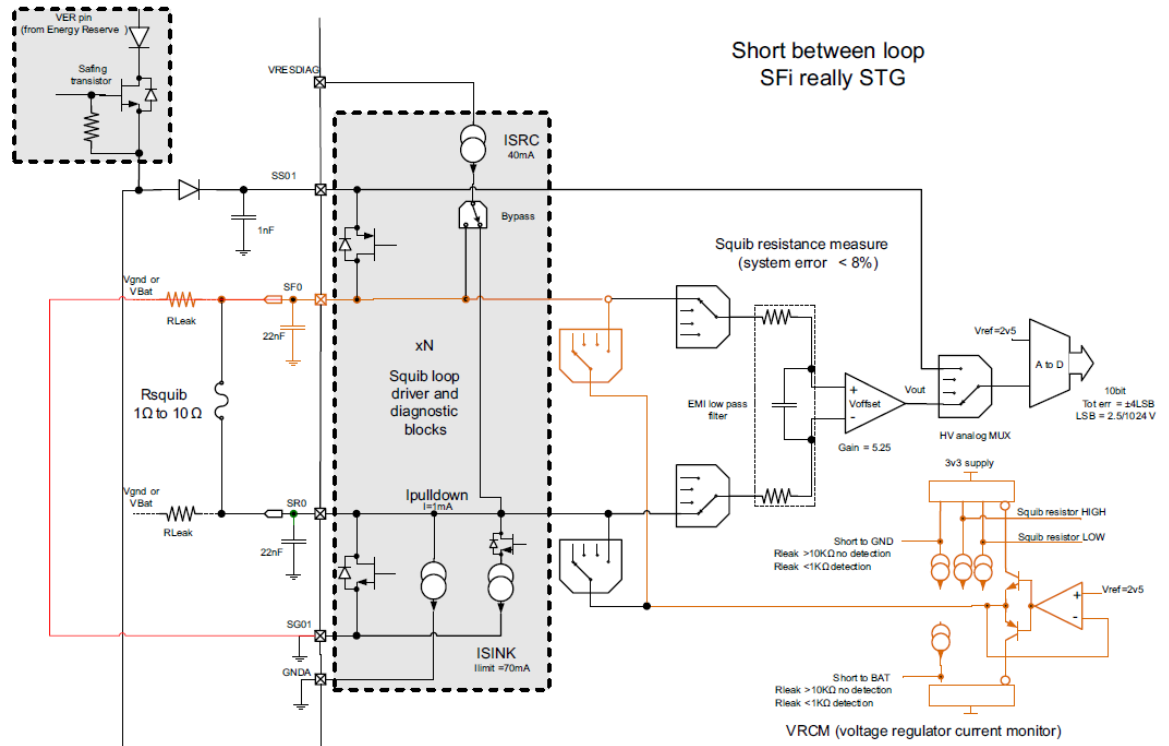 VER pin
(from Energy Reserve )
Safing
transistor
VRESDIAG
Short between loop
SFi really STG
ISRC
40mA
SS01
Bypass
1nF
Squib resistance measure
(system error < 8%)
Vgnd or
VBat
SF0
RLeak
22nF
Vref=2v5
A to D
xN
Squib loop
driver and
diagnostic
blocks
Rsquib
1Ω to 10Ω
EMI low pass
filter
+
Voffset
-
Vout
Gain = 5.25
HV analog MUX
10bit
Tot err = ±4LSB
LSB = 2.5/1024 V
3v3 supply
Vgnd or
VBat
SR0
RLeak
22nF
Ipulldown
I=1mA
Squib resistor HIGH
Squib resistor LOW
Short to GND
Rleak >10KΩ no detection
Rleak <1KΩ detection
+
Vref=2v5
-
SG01
GNDA
ISINK
Ilimit =70mA
Short to BAT
Rleak >10KΩ no detection
Rleak <1KΩ detection
VRCM (voltage regulator current monitor)